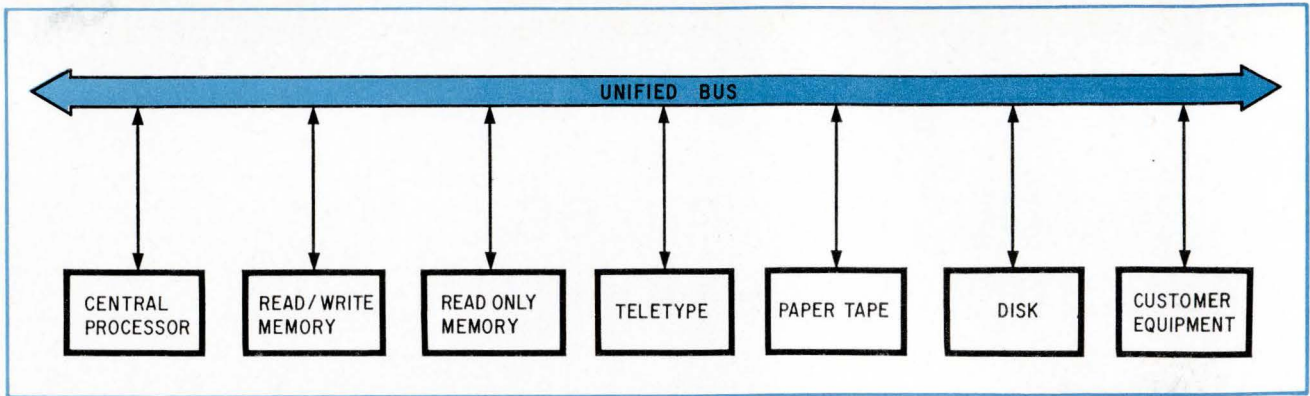 UNIFIED BUS
CENTRAL
PROCESSOR
READ/WRITE
MEMORY
READ ONLY
MEMORY
TELETYPE
PAPER TAPE
DISK
CUSTOMER
EQUIPMENT